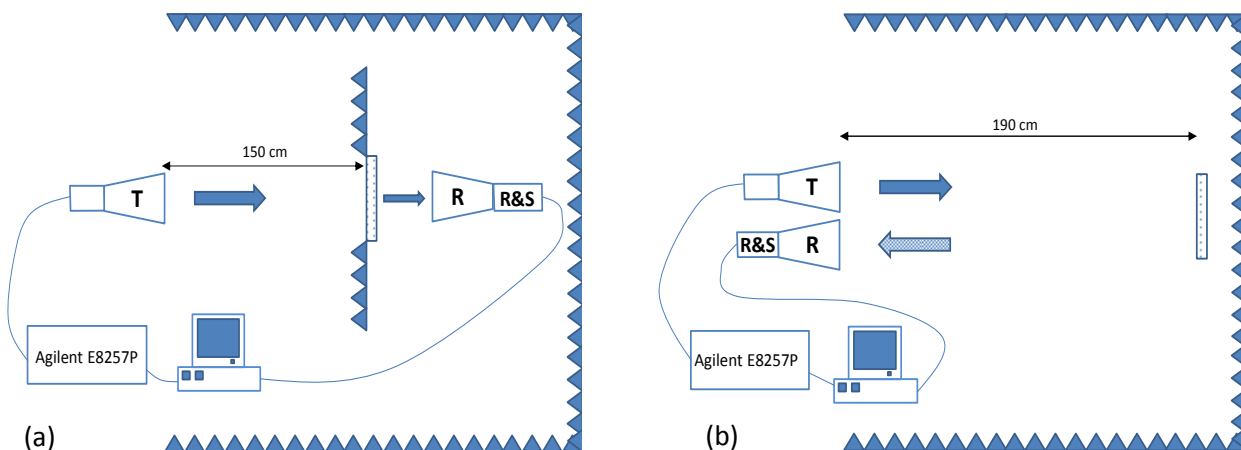 150 cm
T
R
R&S
Agilent E8257P
(a)
190 cm
T
R&S
R
Agilent E8257P
(b)